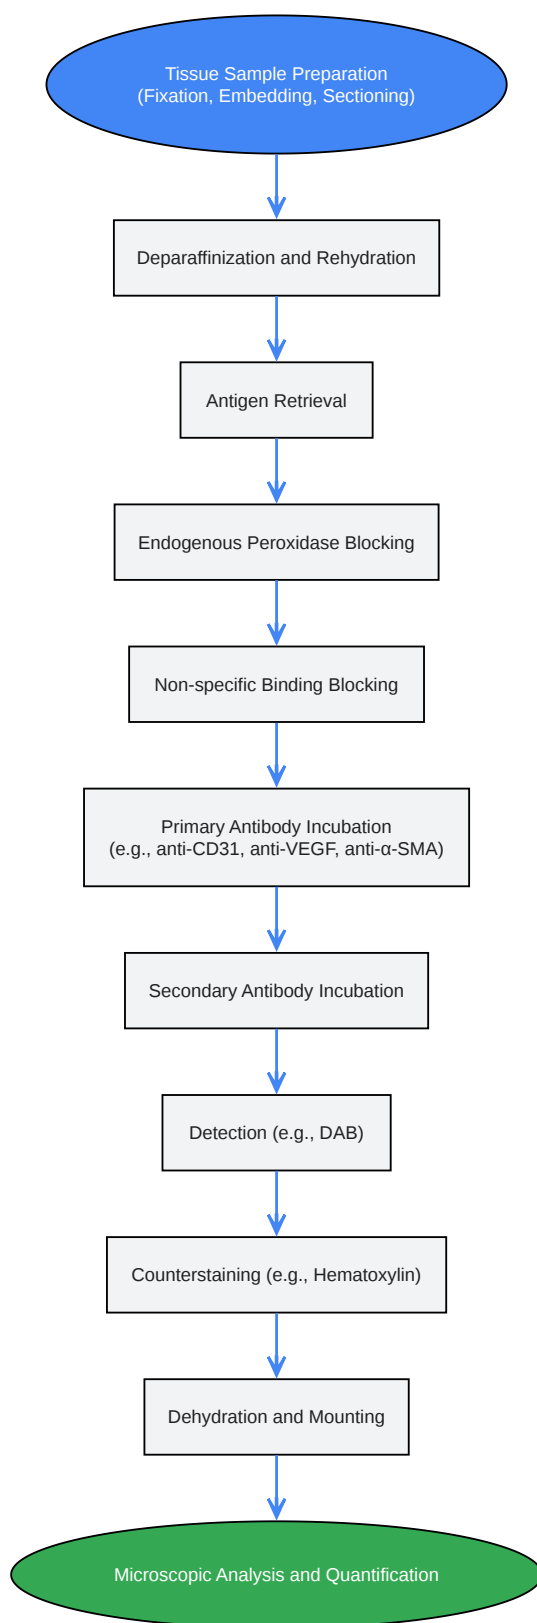 Tissue Sample Preparation
(Fixation, Embedding, Sectioning)
Deparaffinization and Rehydration
Antigen Retrieval
Endogenous Peroxidase Blocking
Non-specific Binding Blocking
Primary Antibody Incubation
(e.g., anti-CD31, anti-VEGF, anti-α-SMA)
Secondary Antibody Incubation
Detection (e.g., DAB)
Counterstaining (e.g., Hematoxylin)
Dehydration and Mounting
Microscopic Analysis and Quantification